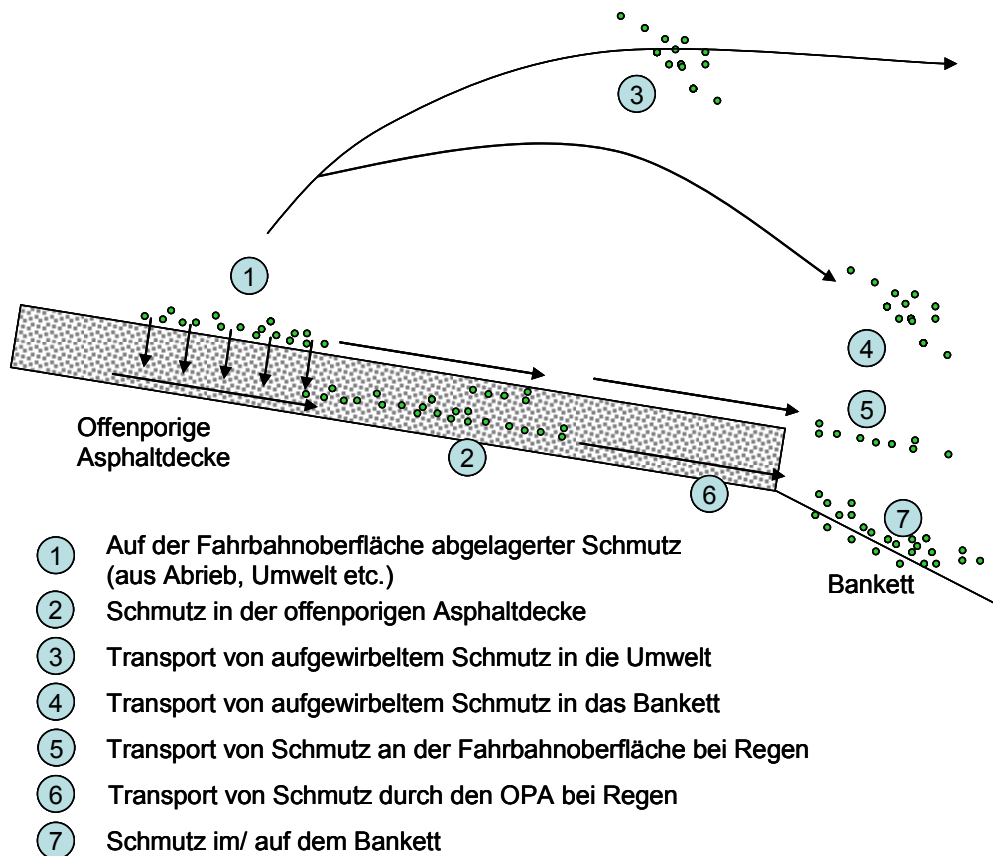 3
1
4
5
Offenporige
Asphaltdecke
2
6
7
Bankett
1 Auf der Fahrbahnoberfläche abgelagerter Schmutz
(aus Abrieb, Umwelt etc.)
2 Schmutz in der offenporigen Asphaltdecke
3 Transport von aufgewirbeltem Schmutz in die Umwelt
4 Transport von aufgewirbeltem Schmutz in das Bankett
5 Transport von Schmutz an der Fahrbahnoberfläche bei Regen
6 Transport von Schmutz durch den OPA bei Regen
7 Schmutz im/ auf dem Bankett